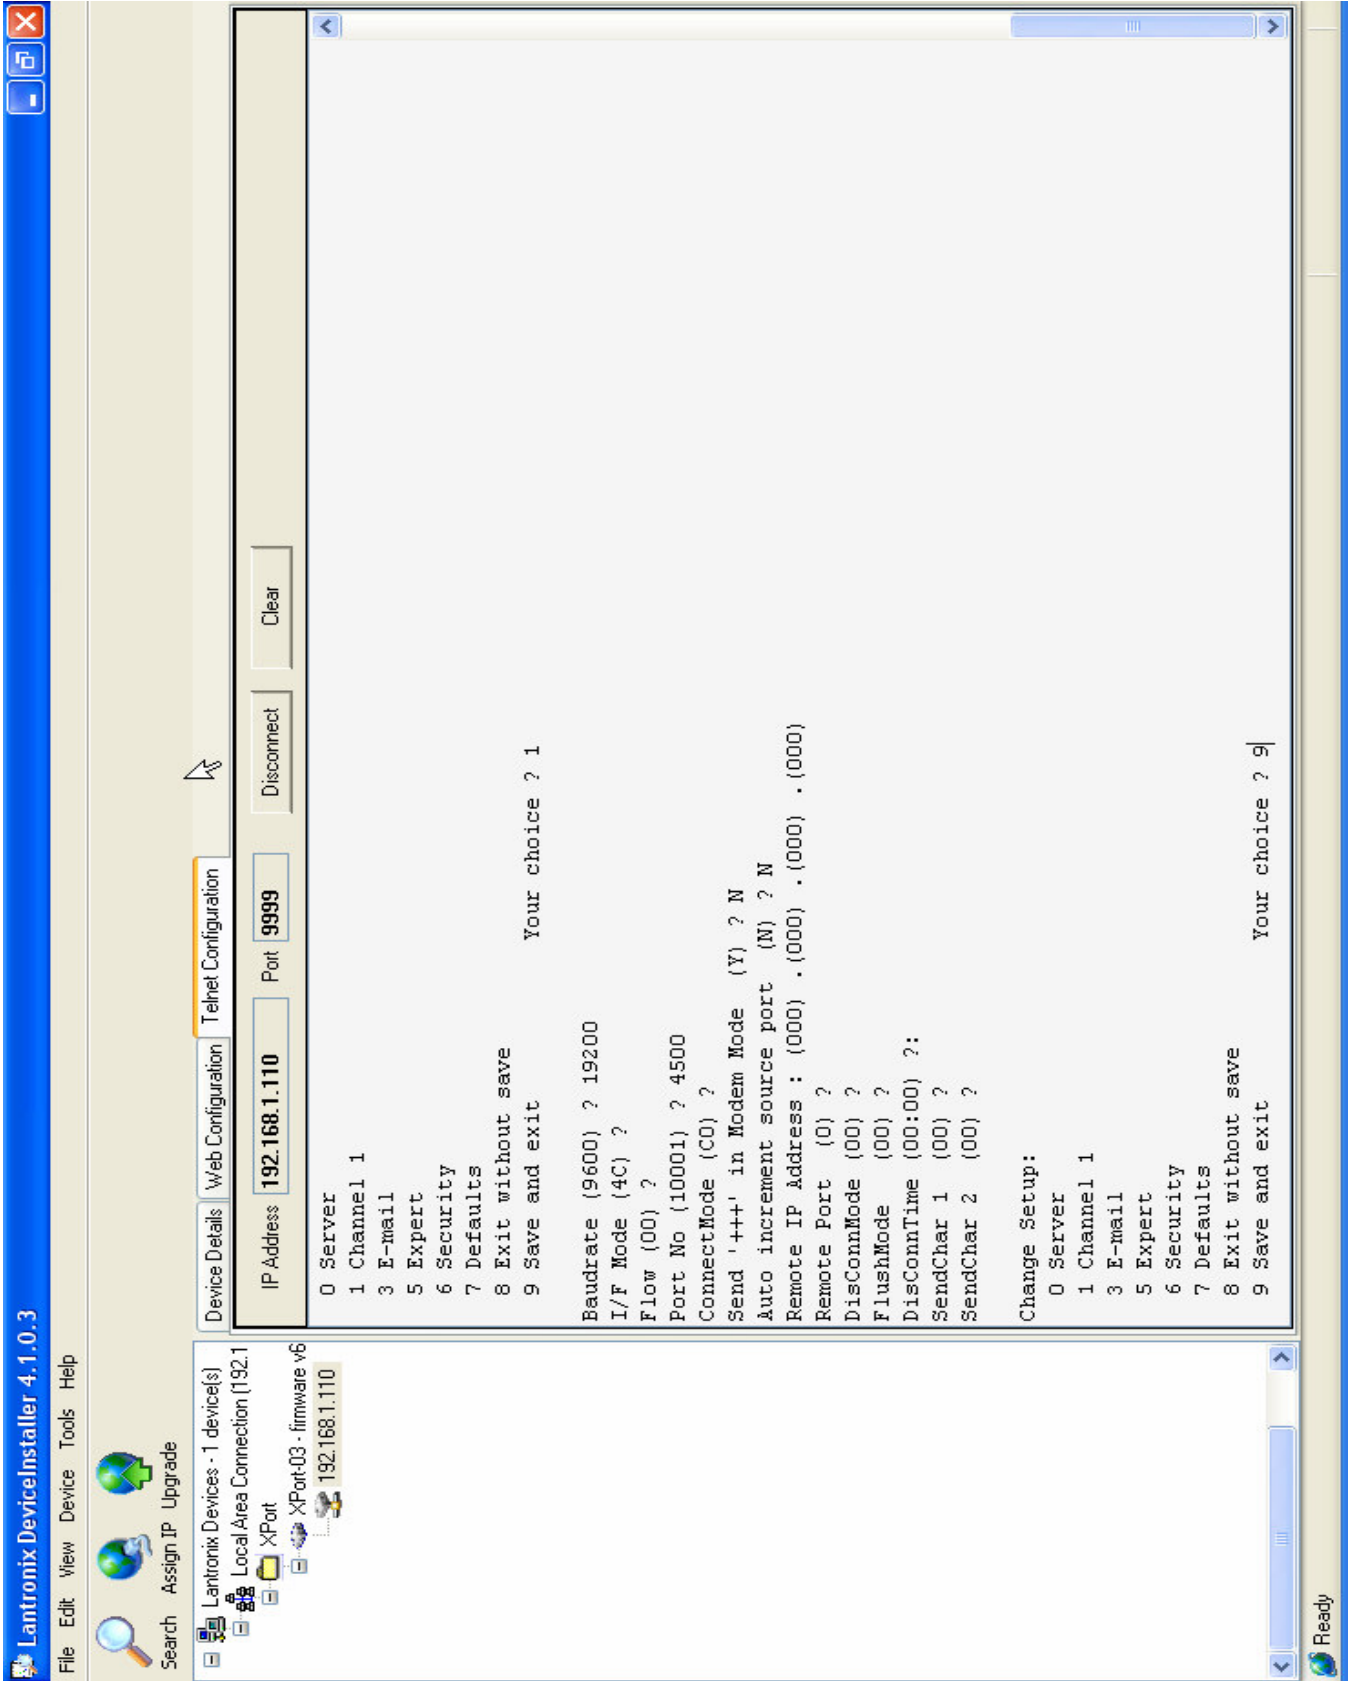 Lantronix DeviceInstaller 4.1.0.3
File Edit View Device Tools Help
Search Assign IP Upgrade
Lantronix Devices - 1 device(s)
Local Area Connection (192.1
XPort
XPort-03 - firmware v6
192.168.1.110
Device Details Web Configuration Telnet Configuration
IP Address 192.168.1.110 Port 9999 Disconnect Clear
0 Server
1 Channel 1
3 E-mail
5 Expert
6 Security
7 Defaults
8 Exit without save
9 Save and exit Your choice ? 1
Baudrate (9600) ? 19200
I/F Mode (4C) ?
Flow (00) ?
Port No (10001) ? 4500
ConnectMode (C0) ?
Send '+++' in Modem Mode (Y) ? N
Auto increment source port (N) ? N
Remote IP Address : (000) .(000) .(000) .(000)
Remote Port (0) ?
DisConnMode (00) ?
FlushMode (00) ?
DisConnTime (00:00) ?:
SendChar 1 (00) ?
SendChar 2 (00) ?
Change Setup:
0 Server
1 Channel 1
3 E-mail
5 Expert
6 Security
7 Defaults
8 Exit without save
9 Save and exit Your choice ? 9
Ready